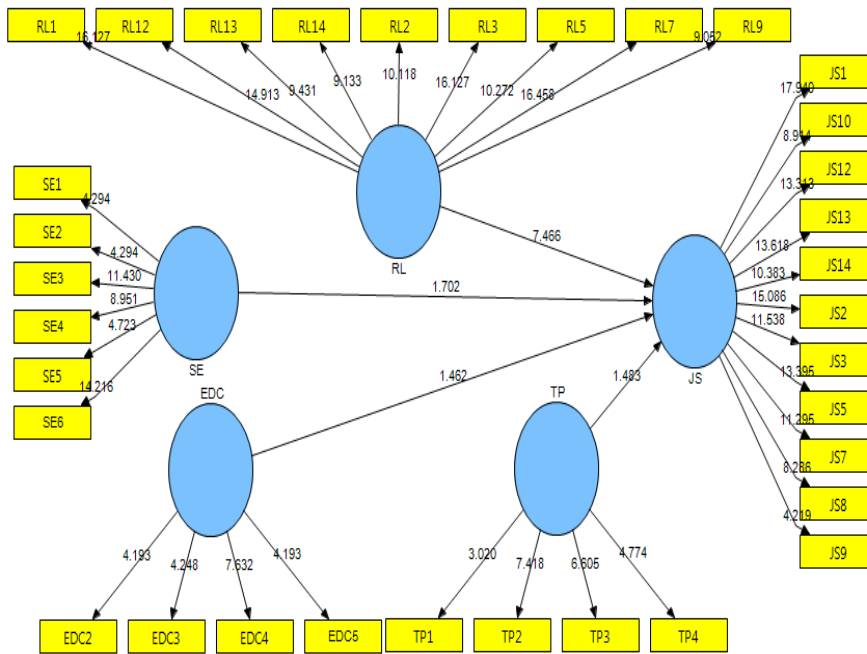 RL1
RL12
RL13
RL14
RL2
RL3
RL5
RL7
RL9
16.127
14.913
9.431
9.133
10.118
16.127
10.272
16.458
9.052
RL
SE1
SE2
SE3
SE4
SE5
SE6
4.294
4.294
11.430
8.951
4.723
14.216
SE
7.466
1.702
1.462
1.483
JS1
JS10
JS12
JS13
JS14
JS2
JS3
JS5
JS7
JS8
JS9
17.940
8.914
13.313
13.618
10.383
15.086
11.538
13.395
11.295
8.286
4.219
JS
EDC
4.193
4.248
7.632
4.193
EDC2
EDC3
EDC4
EDC5
TP
3.020
7.418
6.605
4.774
TP1
TP2
TP3
TP4